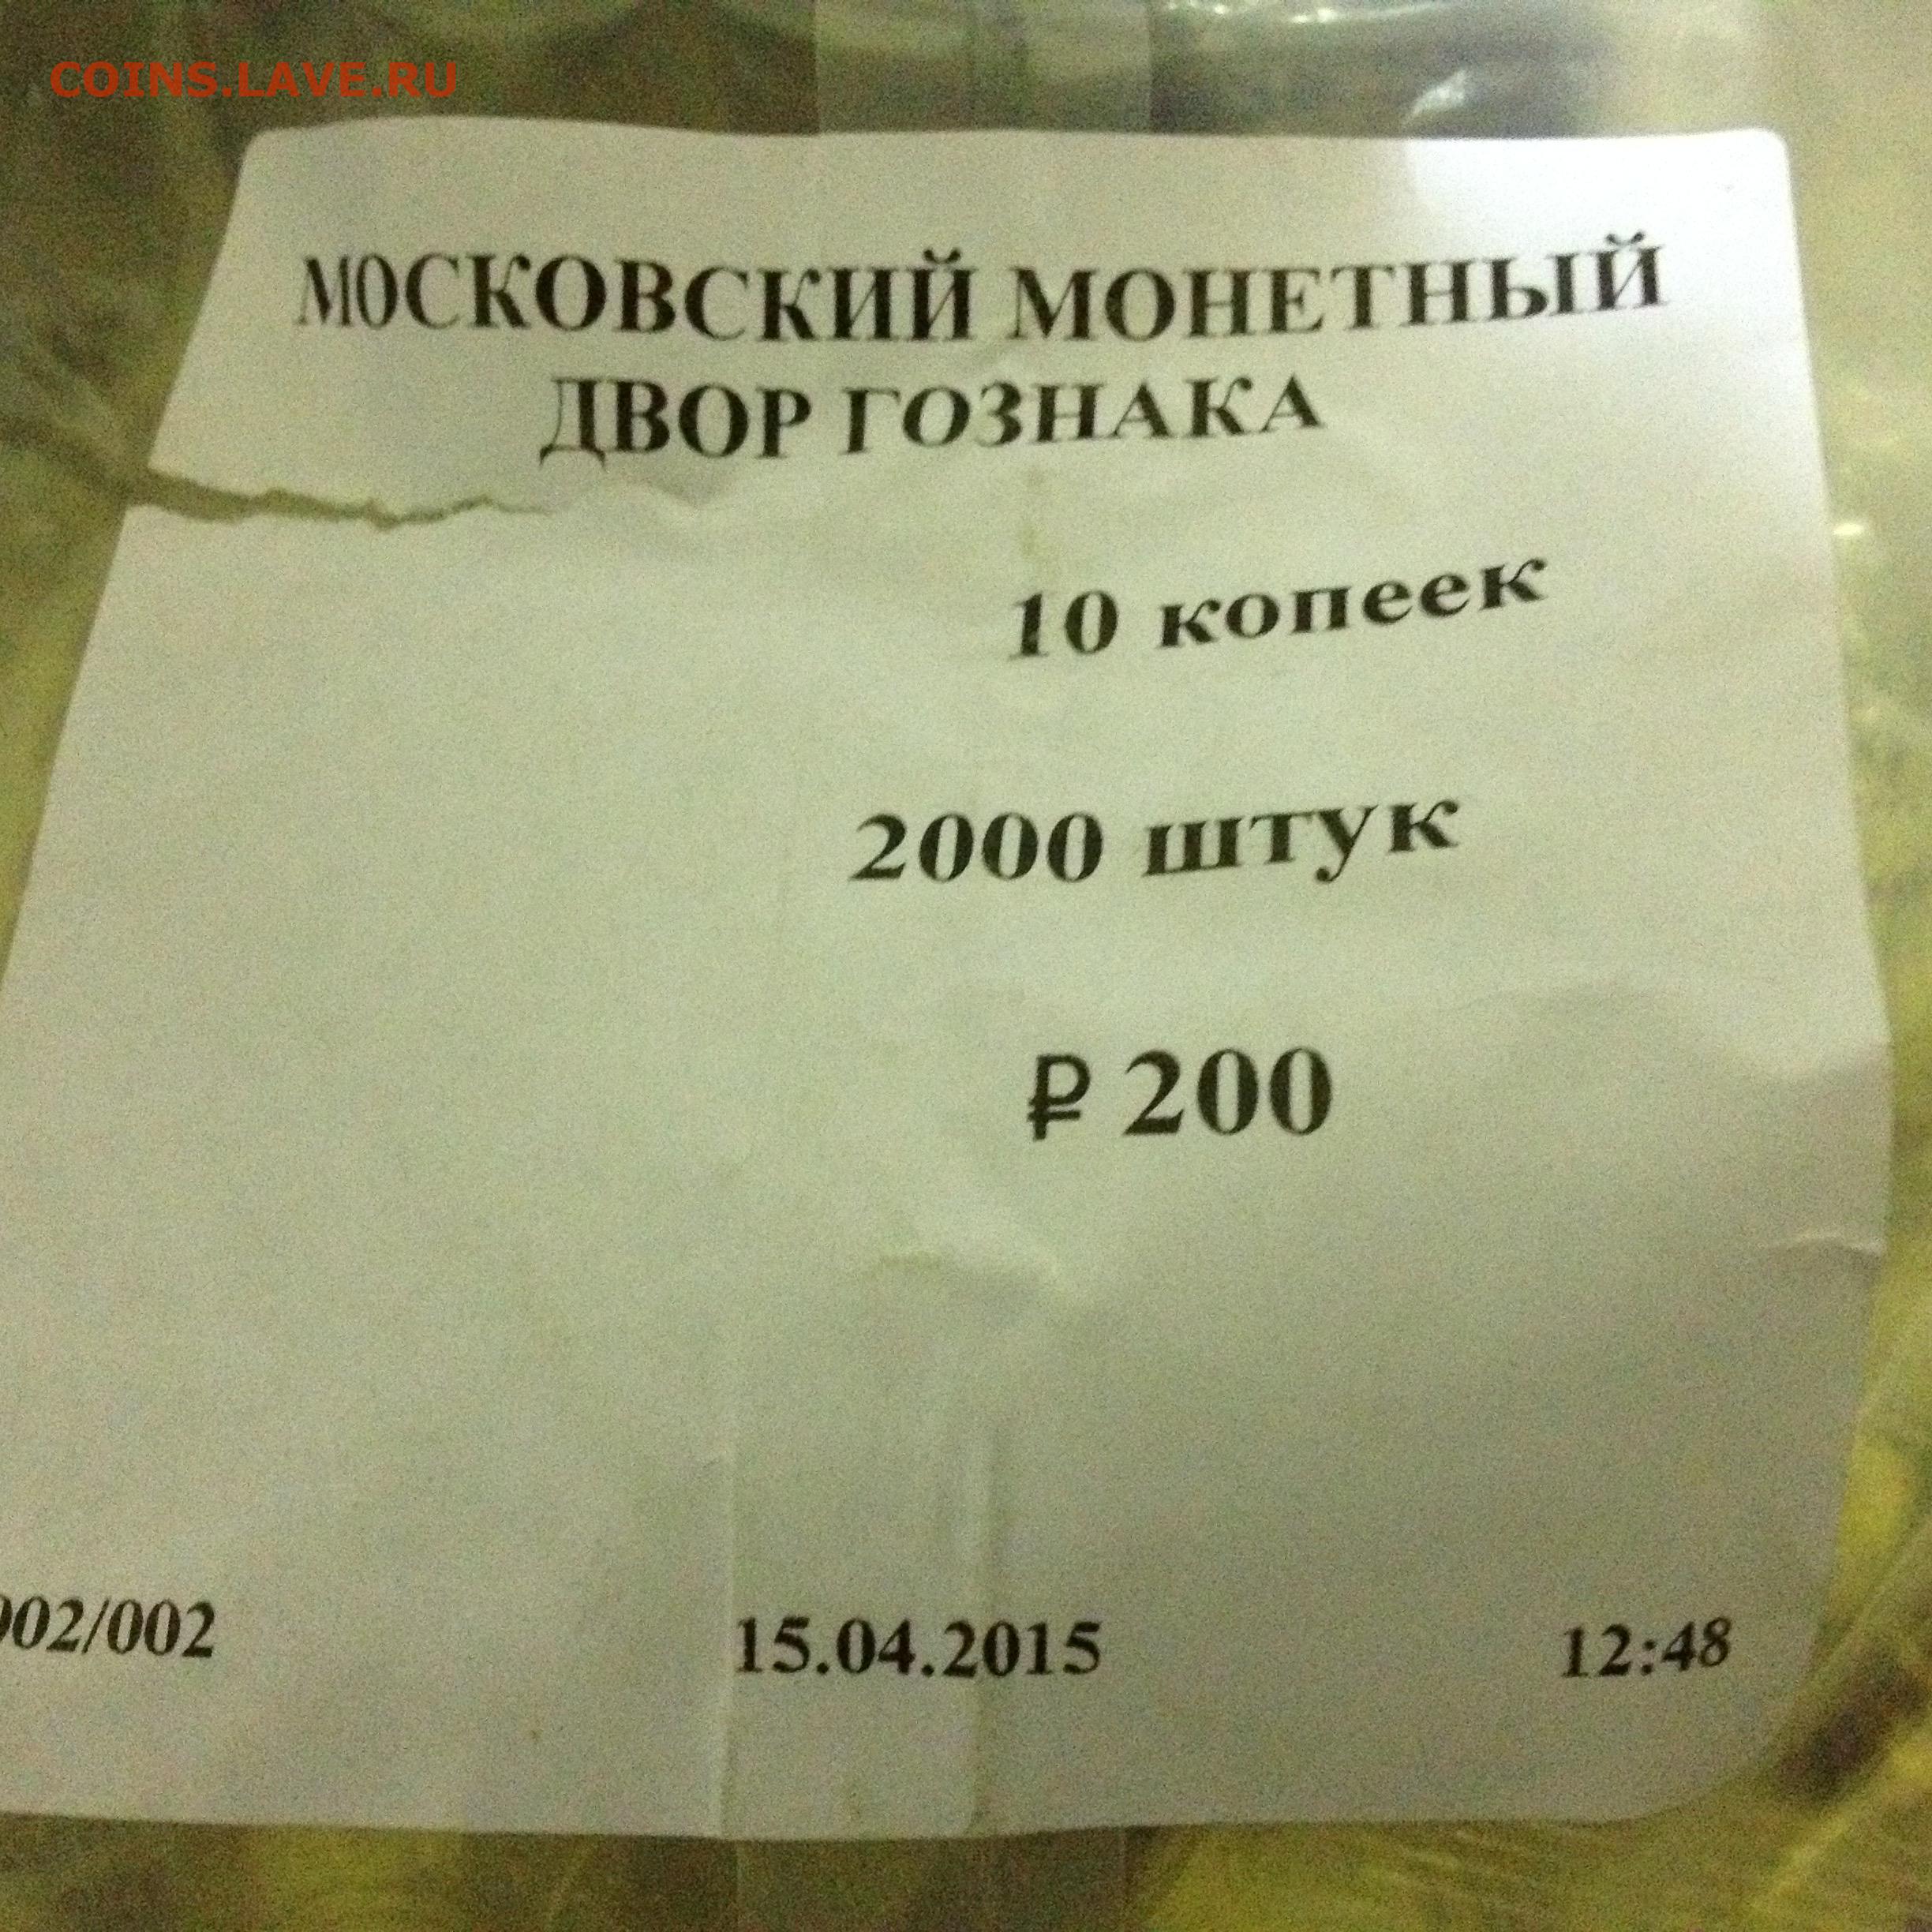 COINS.LAVE.RU
МОСКОВСКИЙ МОНЕТНЫЙ
ДВОР ГОЗНАКА
10 копеек
2000 штук
₽ 200
002/002 15.04.2015 12:48